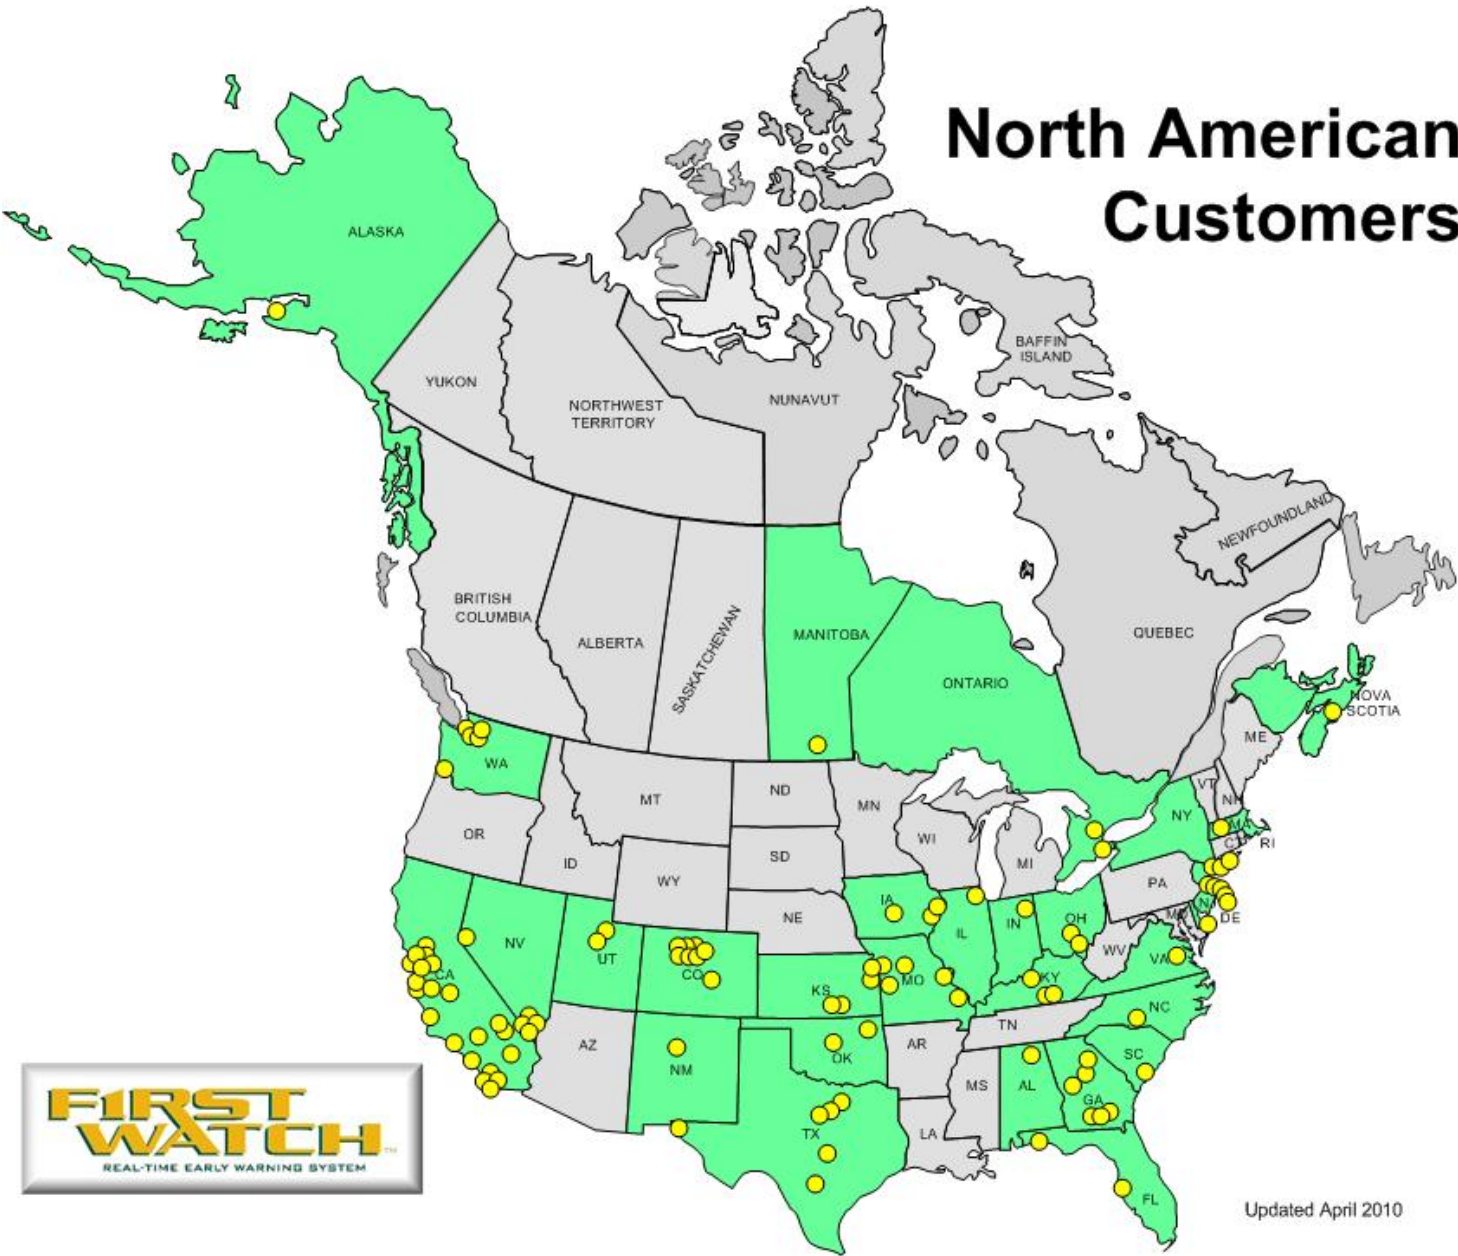 North American
Customers
ALASKA
YUKON
NORTHWEST
TERRITORY
NUNAVUT
BAFFIN
ISLAND
NEWFOUNDLAND
BRITISH
COLUMBIA
ALBERTA
SASKATCHEWAN
MANITOBA
ONTARIO
QUEBEC
NOVA
SCOTIA
ME
WA
MT
ND
MN
VT
NH
NY
MA
OR
ID
SD
WI
MI
CT
RI
WY
PA
IA
NE
NJ
DE
MD
OH
IN
IL
NV
UT
CO
CA
WV
VA
KY
MO
KS
NC
TN
AZ
NM
OK
AR
SC
MS
AL
GA
TX
LA
FL
FIRST
WATCH™
REAL-TIME EARLY WARNING SYSTEM
Updated April 2010